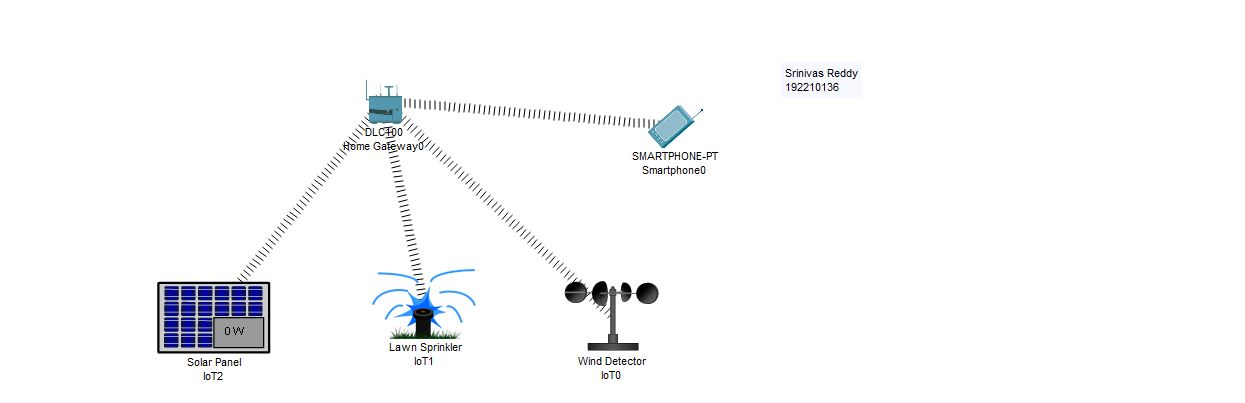 Srinivas Reddy
192210136
DLC100
Home Gateway0
SMARTPHONE-PT
Smartphone0
0 W
Solar Panel
IoT2
Lawn Sprinkler
IoT1
Wind Detector
IoT0